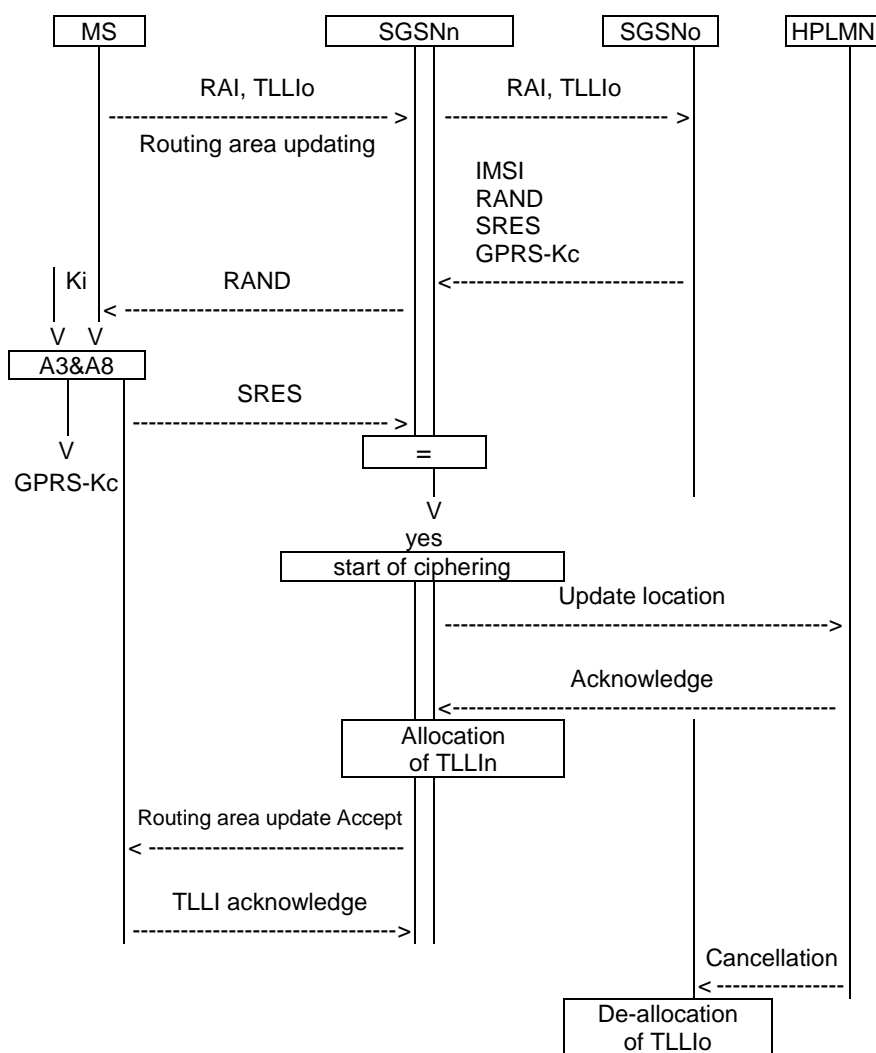 MS SGSNn SGSNo HPLMN
RAI, TLLIo RAI, TLLIo
Routing area updating
IMSI
RAND
SRES
GPRS-Kc
Ki RAND
V V
A3&A8
SRES
=
V
GPRS-Kc
V
yes
start of ciphering
Update location
Acknowledge
Allocation
of TLLIn
Routing area update Accept
TLLI acknowledge
Cancellation
De-allocation
of TLLIo